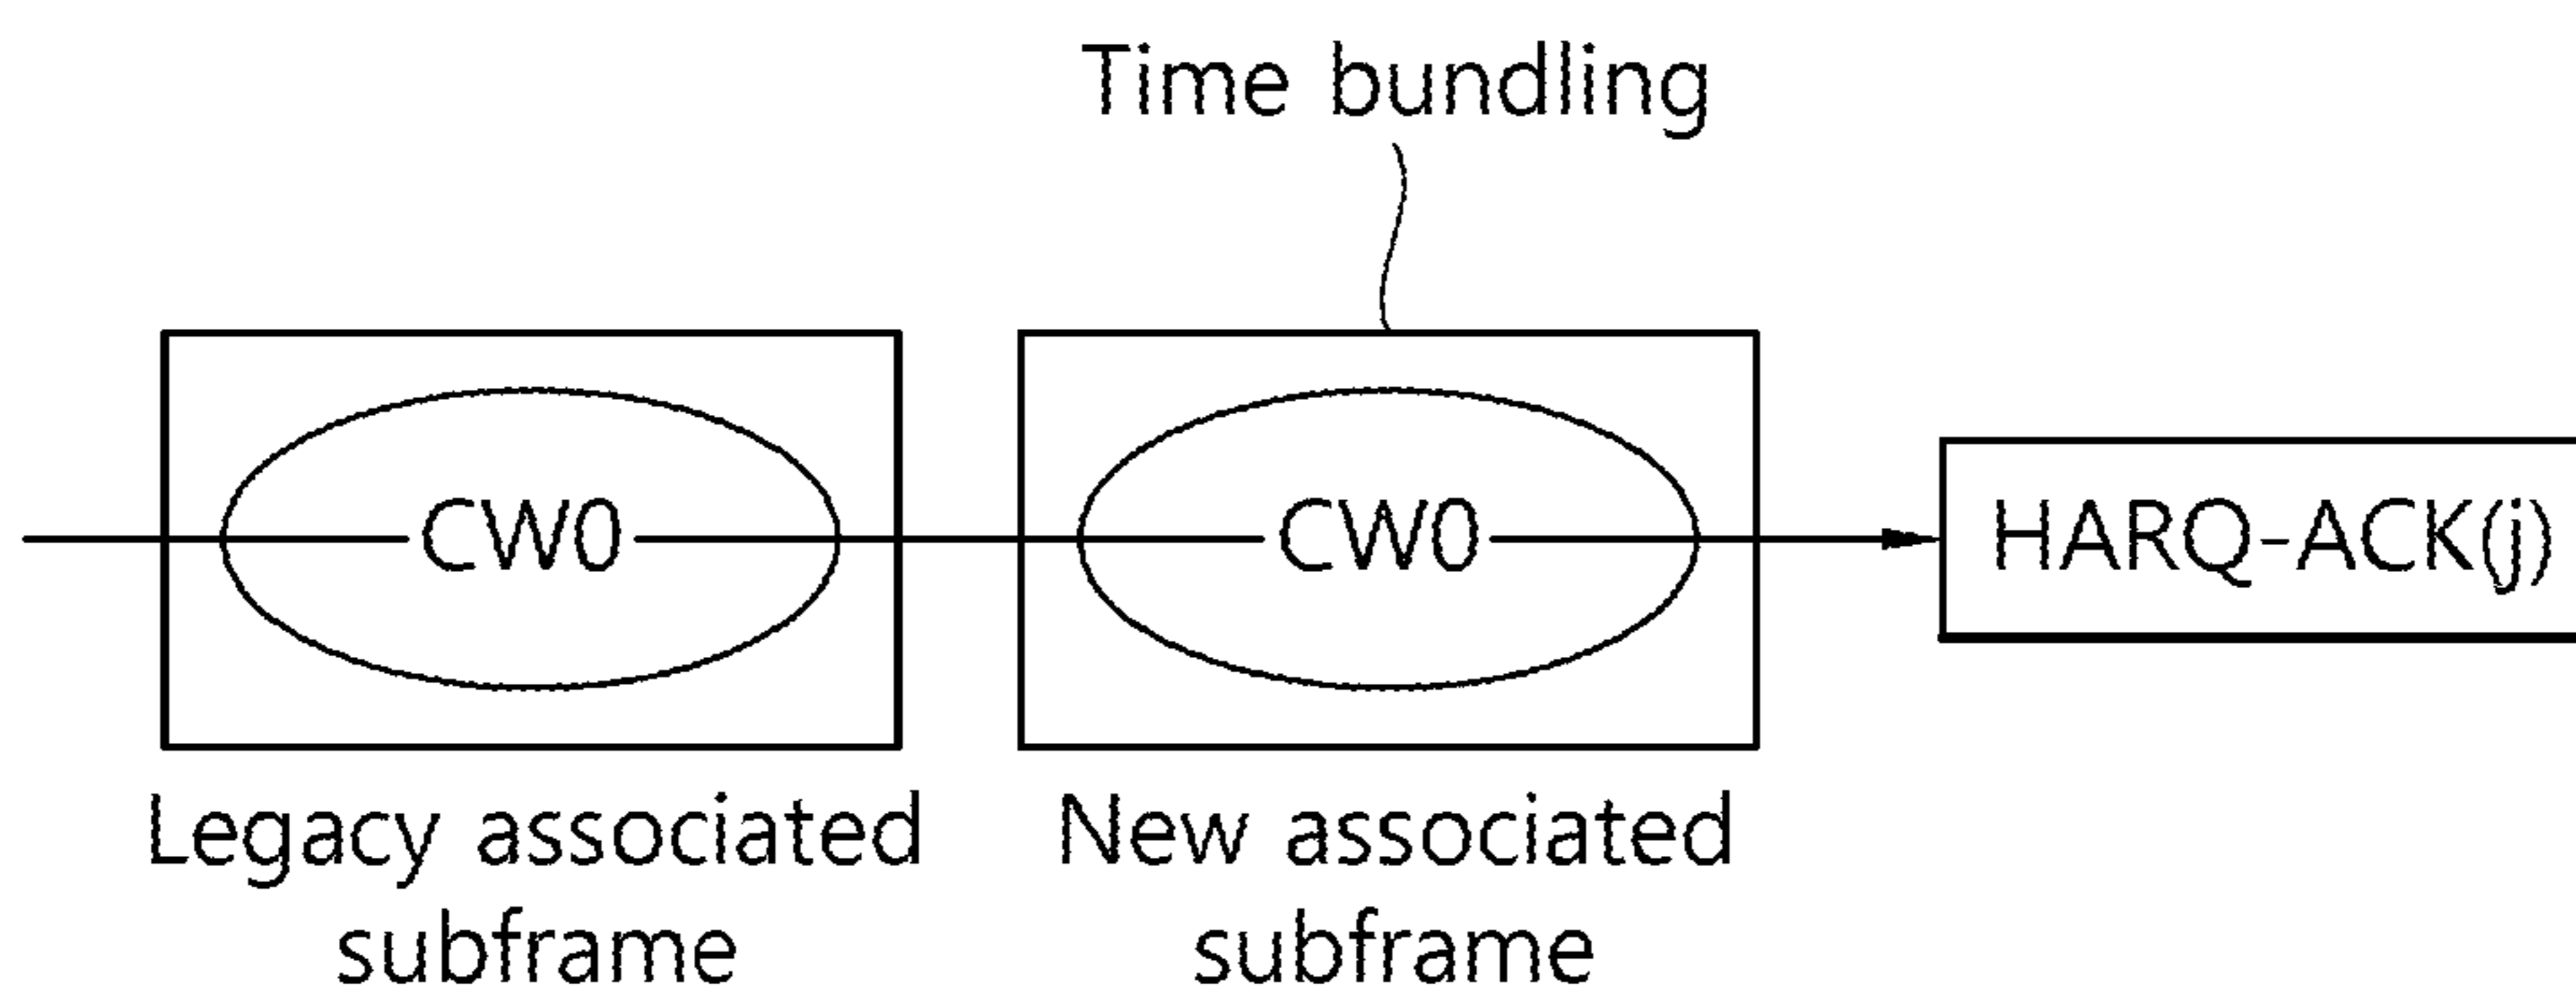 Time bundling
CW0
CW0
HARQ-ACK(j)
Legacy associated
subframe
New associated
subframe